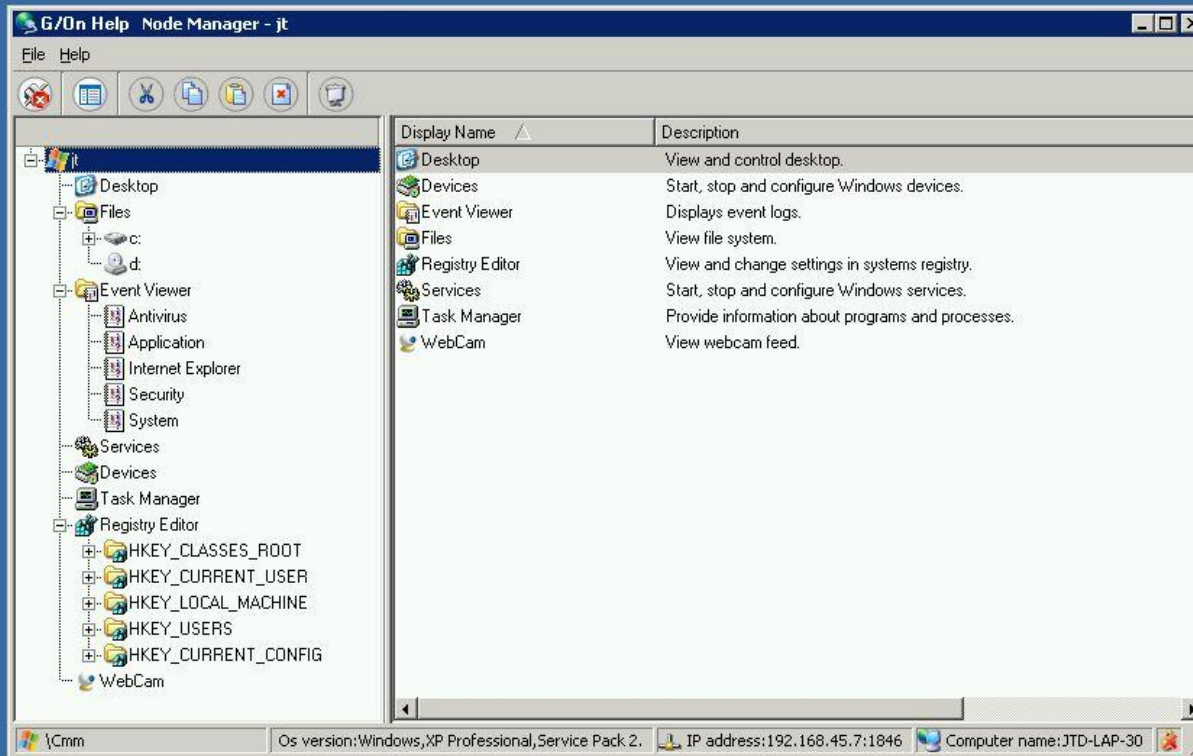 G/On Help Node Manager - jt
File Help
Display Name Description
jt
Desktop
Files
c:
d:
Event Viewer
Antivirus
Application
Internet Explorer
Security
System
Services
Devices
Task Manager
Registry Editor
HKEY_CLASSES_ROOT
HKEY_CURRENT_USER
HKEY_LOCAL_MACHINE
HKEY_USERS
HKEY_CURRENT_CONFIG
WebCam
Desktop View and control desktop.
Devices Start, stop and configure Windows devices.
Event Viewer Displays event logs.
Files View file system.
Registry Editor View and change settings in systems registry.
Services Start, stop and configure Windows services.
Task Manager Provide information about programs and processes.
WebCam View webcam feed.
\Cmm Os version:Windows,XP Professional,Service Pack 2. IP address:192.168.45.7:1846 Computer name:JTD-LAP-30